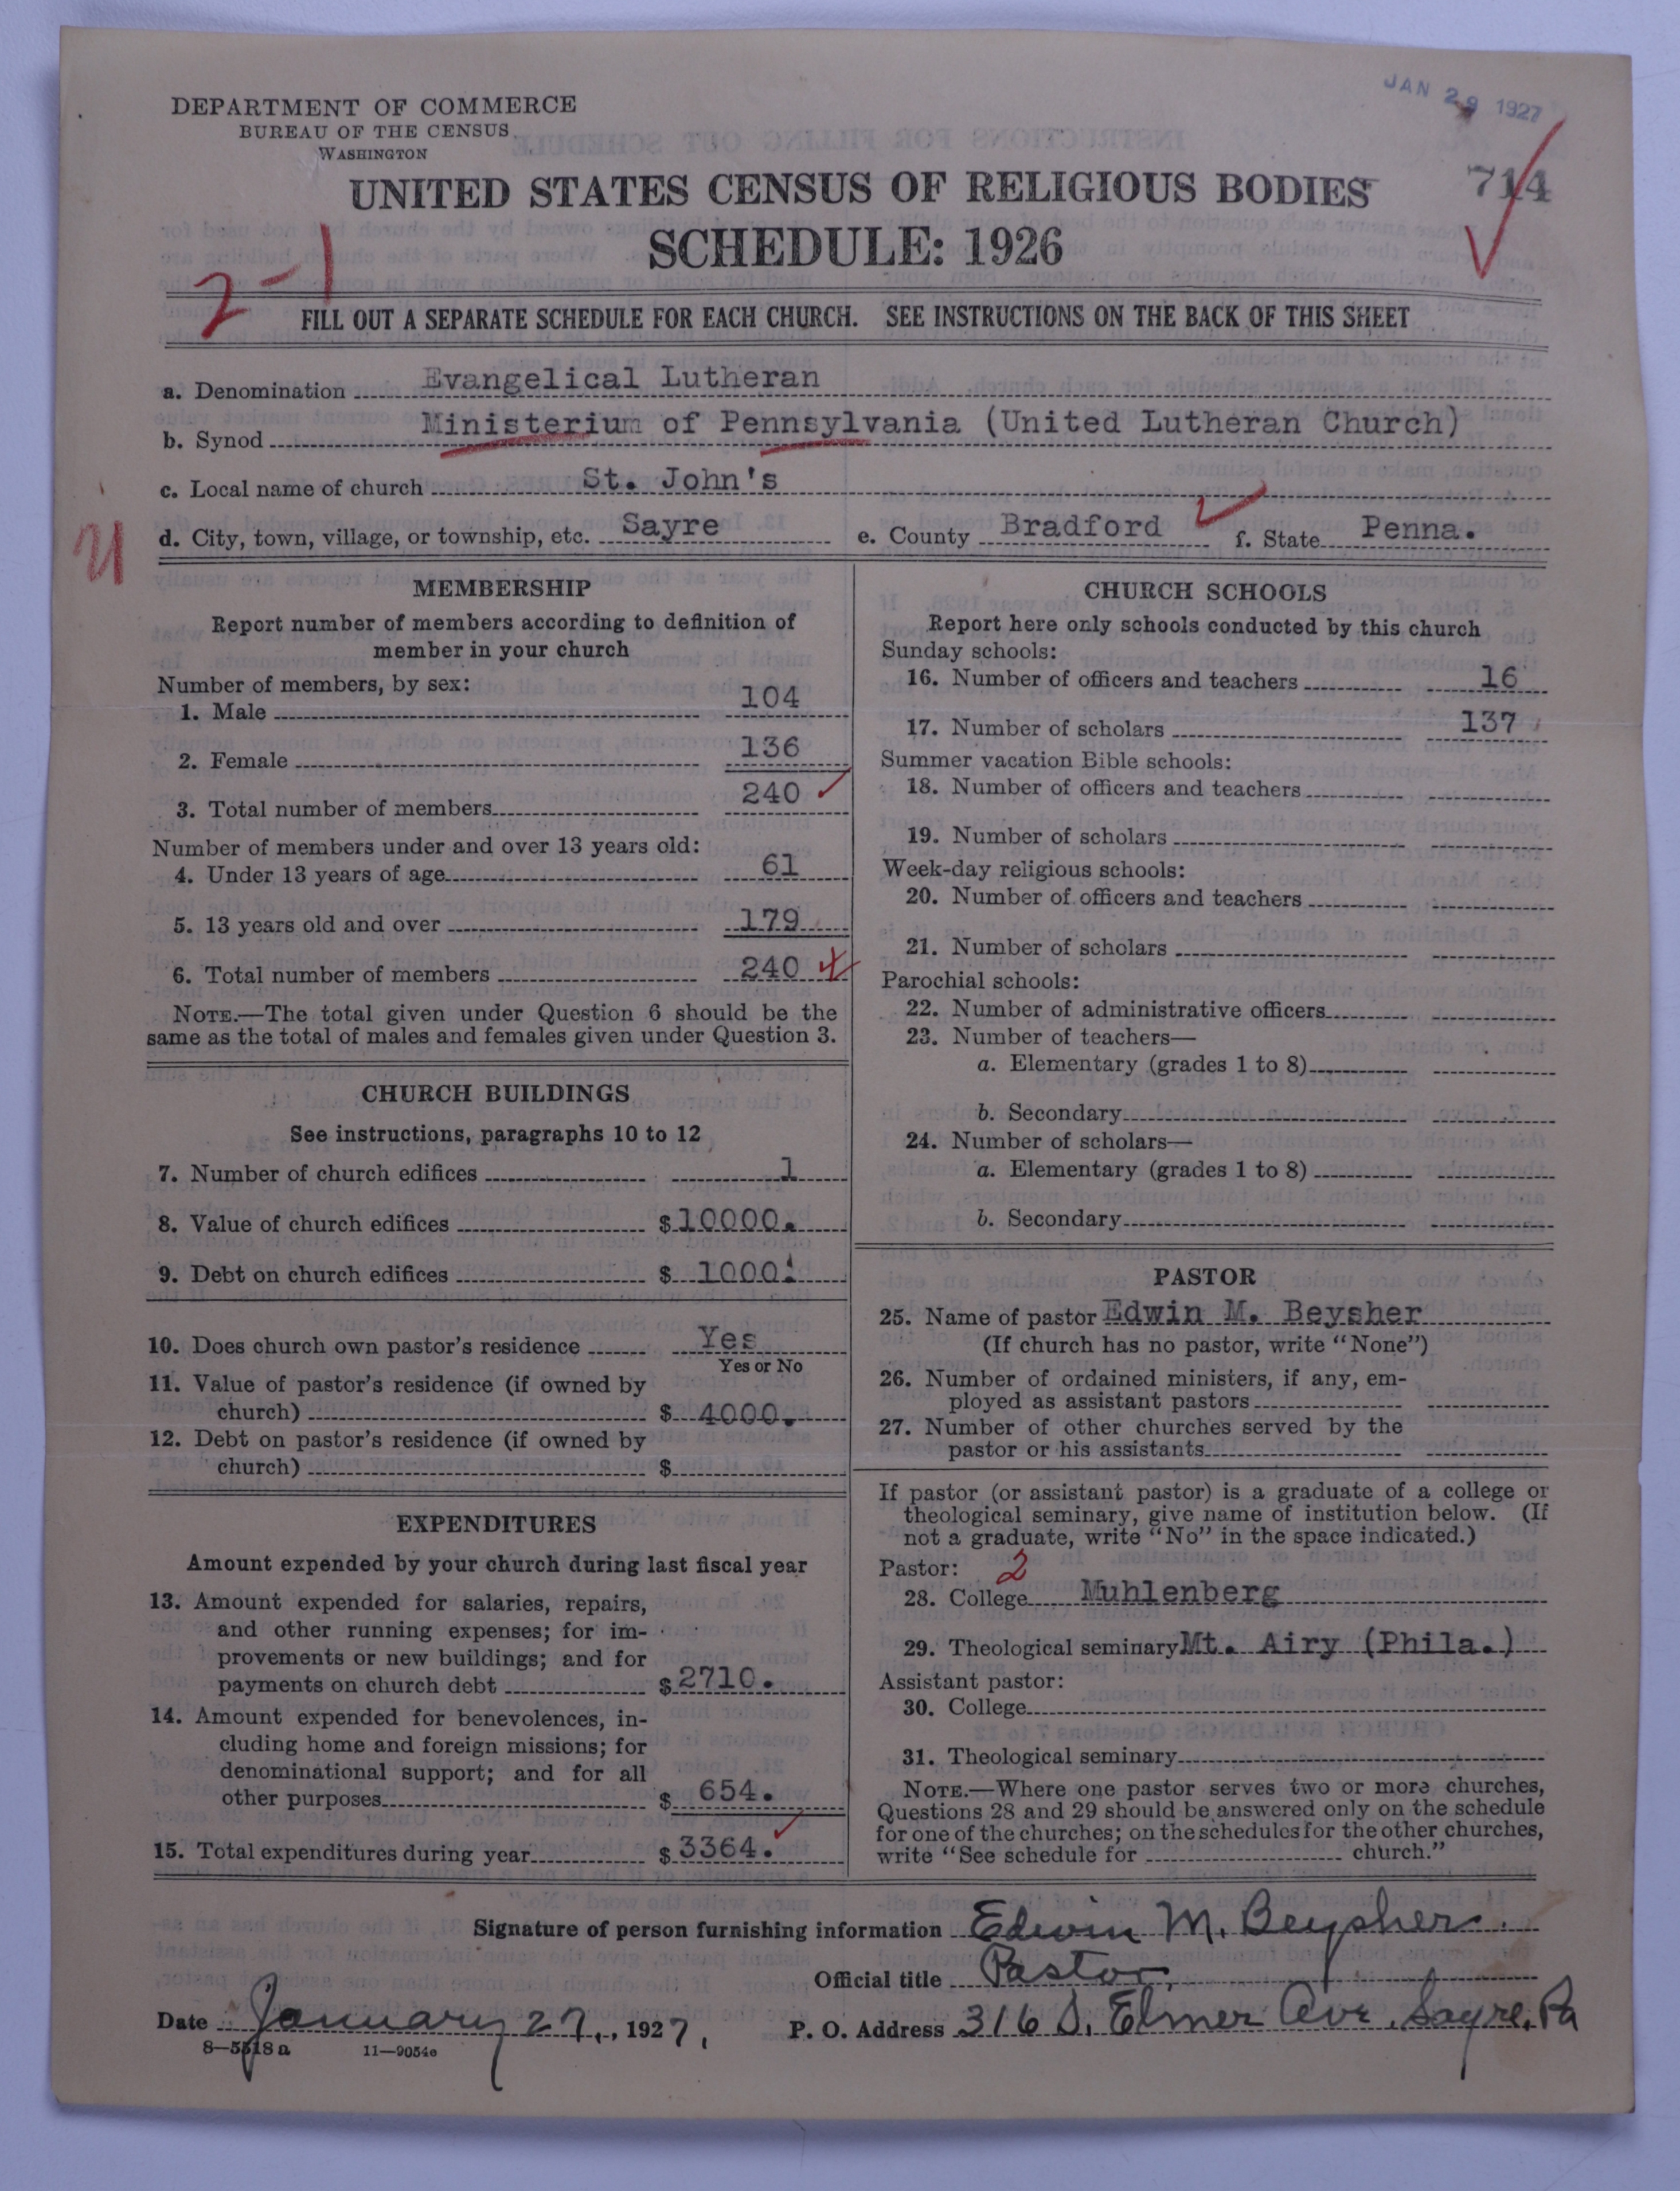 JAN 29 1927
DEPARTMENT OF COMMERCE
BUREAU OF THE CENSUS
WASHINGTON
UNITED STATES CENSUS OF RELIGIOUS BODIES
714
SCHEDULE: 1926
2-1
FILL OUT A SEPARATE SCHEDULE FOR EACH CHURCH. SEE INSTRUCTIONS ON THE BACK OF THIS SHEET
a. Denomination Evangelical Lutheran
b. Synod Ministerium of Pennsylvania (United Lutheran Church)
c. Local name of church St. John's
d. City, town, village, or township, etc. Sayre e. County Bradford f. State Penna.
MEMBERSHIP
Report number of members according to definition of
member in your church
Number of members, by sex:
1. Male 104
2. Female 136
3. Total number of members 240
Number of members under and over 13 years old:
4. Under 13 years of age 61
5. 13 years old and over 179
6. Total number of members 240
NOTE.—The total given under Question 6 should be the
same as the total of males and females given under Question 3.
CHURCH BUILDINGS
See instructions, paragraphs 10 to 12
7. Number of church edifices 1
8. Value of church edifices $10000.
9. Debt on church edifices $ 1000.
10. Does church own pastor's residence Yes
Yes or No
11. Value of pastor's residence (if owned by
church) $ 4000.
12. Debt on pastor's residence (if owned by
church) $
EXPENDITURES
Amount expended by your church during last fiscal year
13. Amount expended for salaries, repairs,
and other running expenses; for im-
provements or new buildings; and for
payments on church debt $2710.
14. Amount expended for benevolences, in-
cluding home and foreign missions; for
denominational support; and for all
other purposes $ 654.
15. Total expenditures during year $3364.
CHURCH SCHOOLS
Report here only schools conducted by this church
Sunday schools:
16. Number of officers and teachers 16
17. Number of scholars 137
Summer vacation Bible schools:
18. Number of officers and teachers
19. Number of scholars
Week-day religious schools:
20. Number of officers and teachers
21. Number of scholars
Parochial schools:
22. Number of administrative officers
23. Number of teachers—
a. Elementary (grades 1 to 8)
b. Secondary
24. Number of scholars—
a. Elementary (grades 1 to 8)
b. Secondary
PASTOR
25. Name of pastor Edwin M. Beysher
(If church has no pastor, write "None")
26. Number of ordained ministers, if any, em-
ployed as assistant pastors
27. Number of other churches served by the
pastor or his assistants
If pastor (or assistant pastor) is a graduate of a college or
theological seminary, give name of institution below. (If
not a graduate, write "No" in the space indicated.)
Pastor: 2
28. College Muhlenberg
29. Theological seminary Mt. Airy (Phila.)
Assistant pastor:
30. College
31. Theological seminary
NOTE.—Where one pastor serves two or more churches,
Questions 28 and 29 should be answered only on the schedule
for one of the churches; on the schedules for the other churches,
write "See schedule for church."
Signature of person furnishing information Edwin M. Beysher.
Official title Pastor.
Date January 27, 1927, P. O. Address 316 S. Elmer Ave. Sayre, Pa
8—5518 a 11—9054e